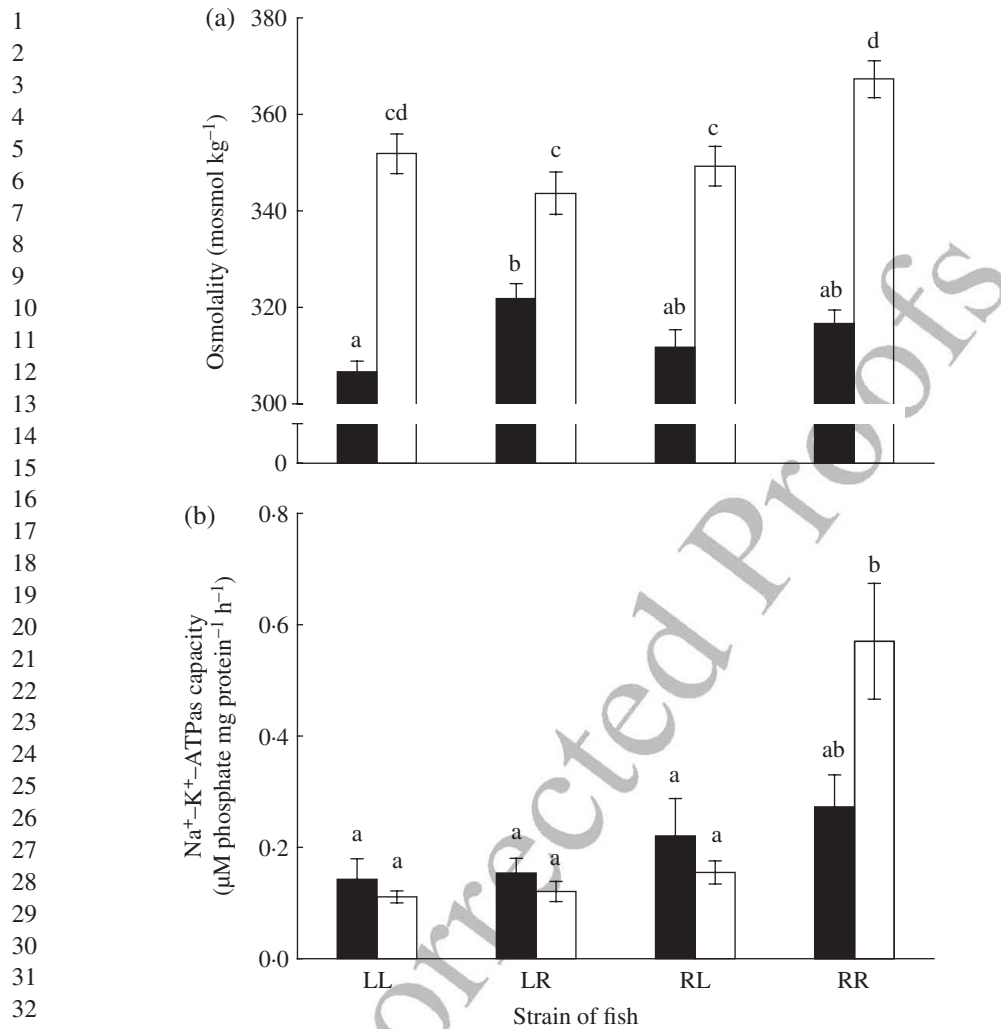 1
2
3
4
5
6
7
8
9
10
11
12
13
14
15
16
17
18
19
20
21
22
23
24
25
26
27
28
29
30
31
32
(a)
380
360
340
320
300
0
Osmolality (mosmol kg⁻¹)
a
cd
b
c
ab
c
ab
d
(b)
0·8
0·6
0·4
0·2
0·0
Na⁺–K⁺–ATPas capacity
(µM phosphate mg protein⁻¹ h⁻¹)
a
a
a
a
a
a
ab
b
LL LR RL RR
Strain of fish
orrected Proofs